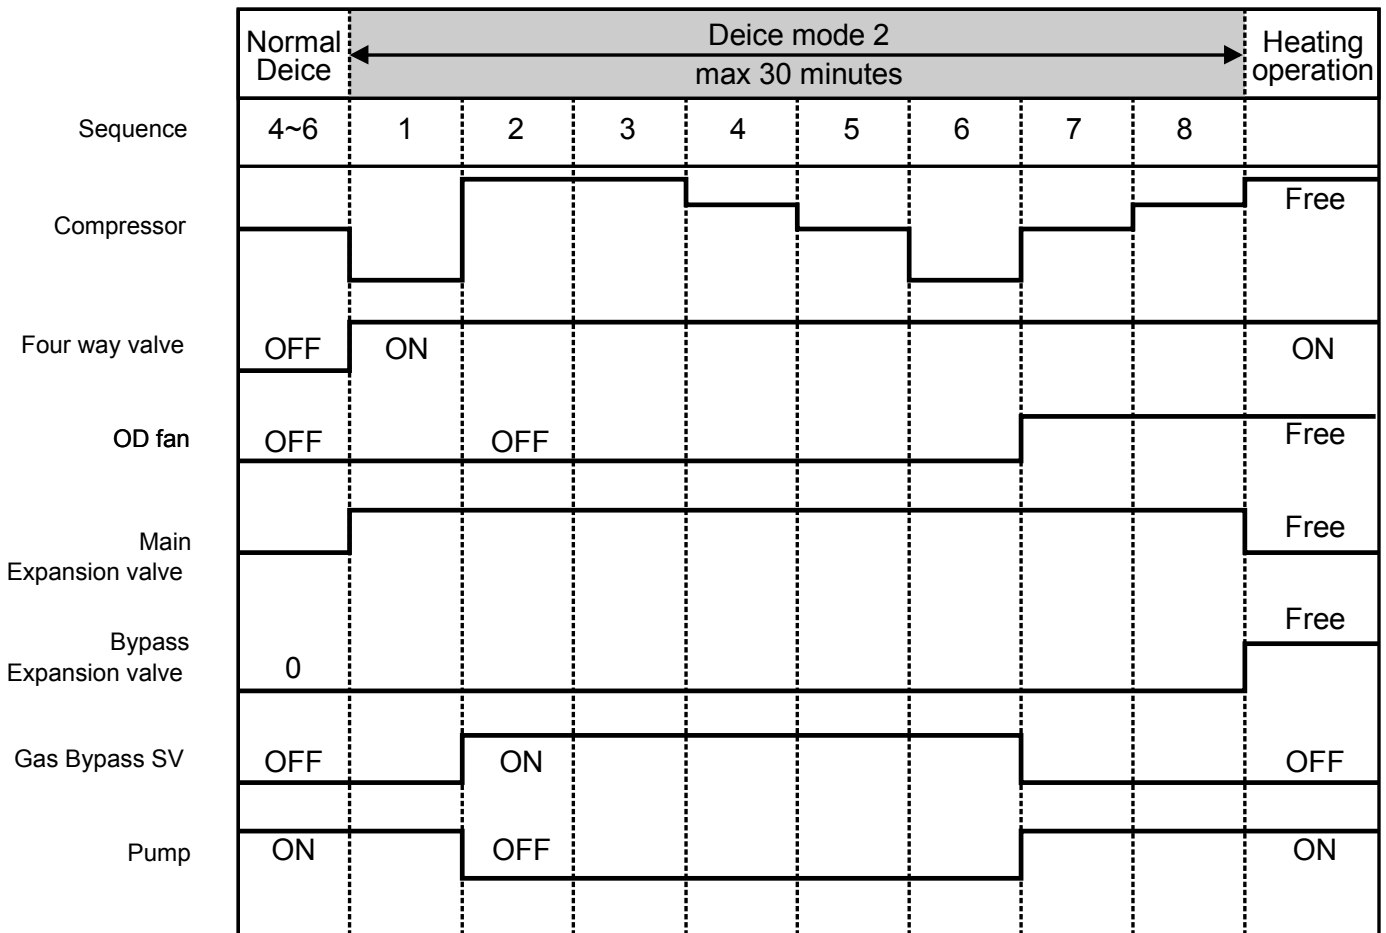 Normal Deice
Deice mode 2
max 30 minutes
Heating operation
Sequence 4~6 1 2 3 4 5 6 7 8
Compressor Free
Four way valve OFF ON ON
OD fan OFF OFF Free
Main Expansion valve Free
Bypass Expansion valve 0 Free
Gas Bypass SV OFF ON OFF
Pump ON OFF ON